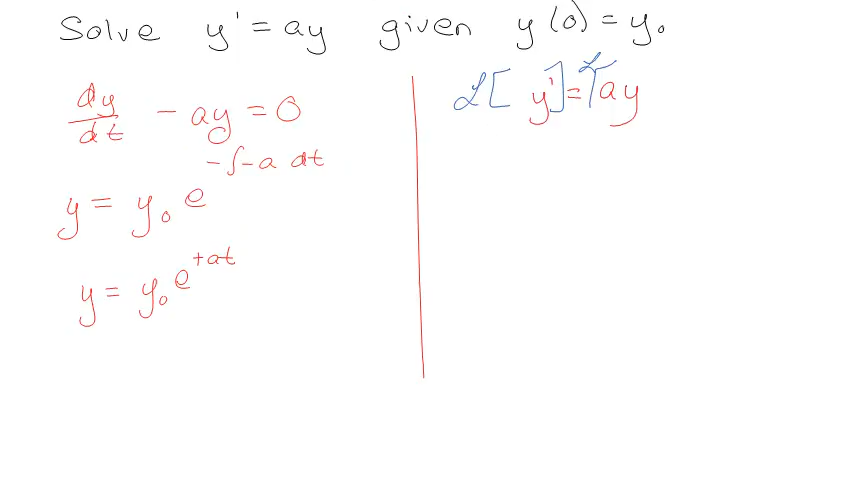 Solve y' = ay given y(0) = y₀
dy/dt - ay = 0
y = y₀ e^(-∫-a dt)
y = y₀ e^(+at)
ℒ[ y' ] = ℒ[ ay